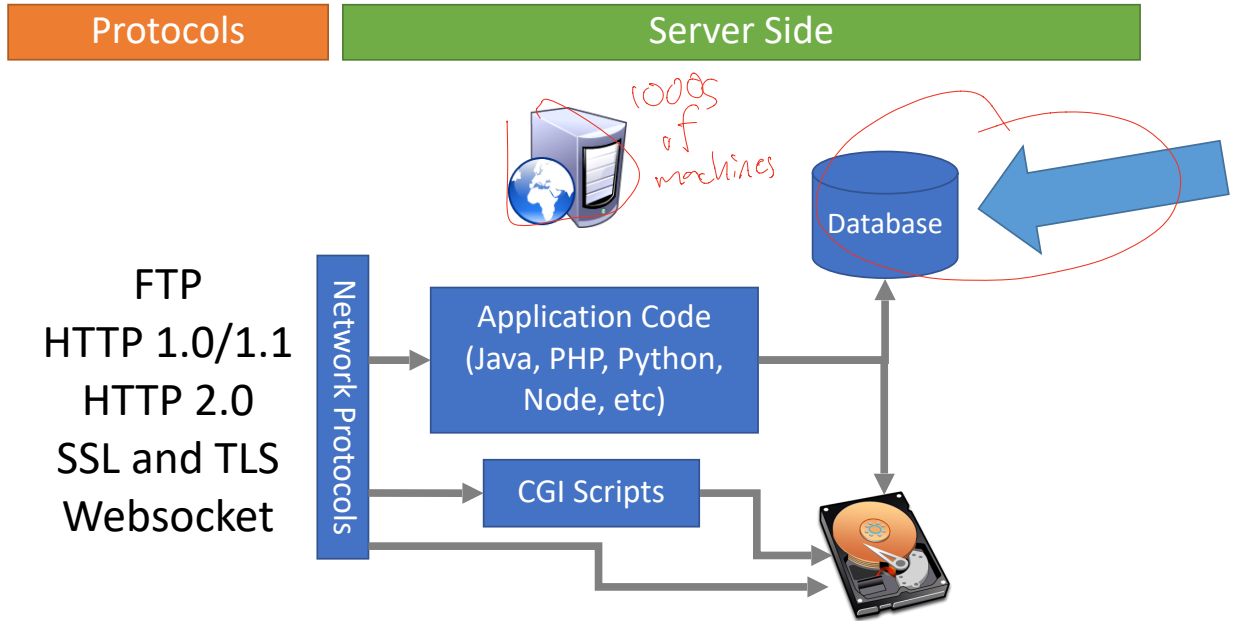 Protocols
Server Side
1000s
of
machines
Database
FTP
HTTP 1.0/1.1
HTTP 2.0
SSL and TLS
Websocket
Network Protocols
Application Code
(Java, PHP, Python,
Node, etc)
CGI Scripts